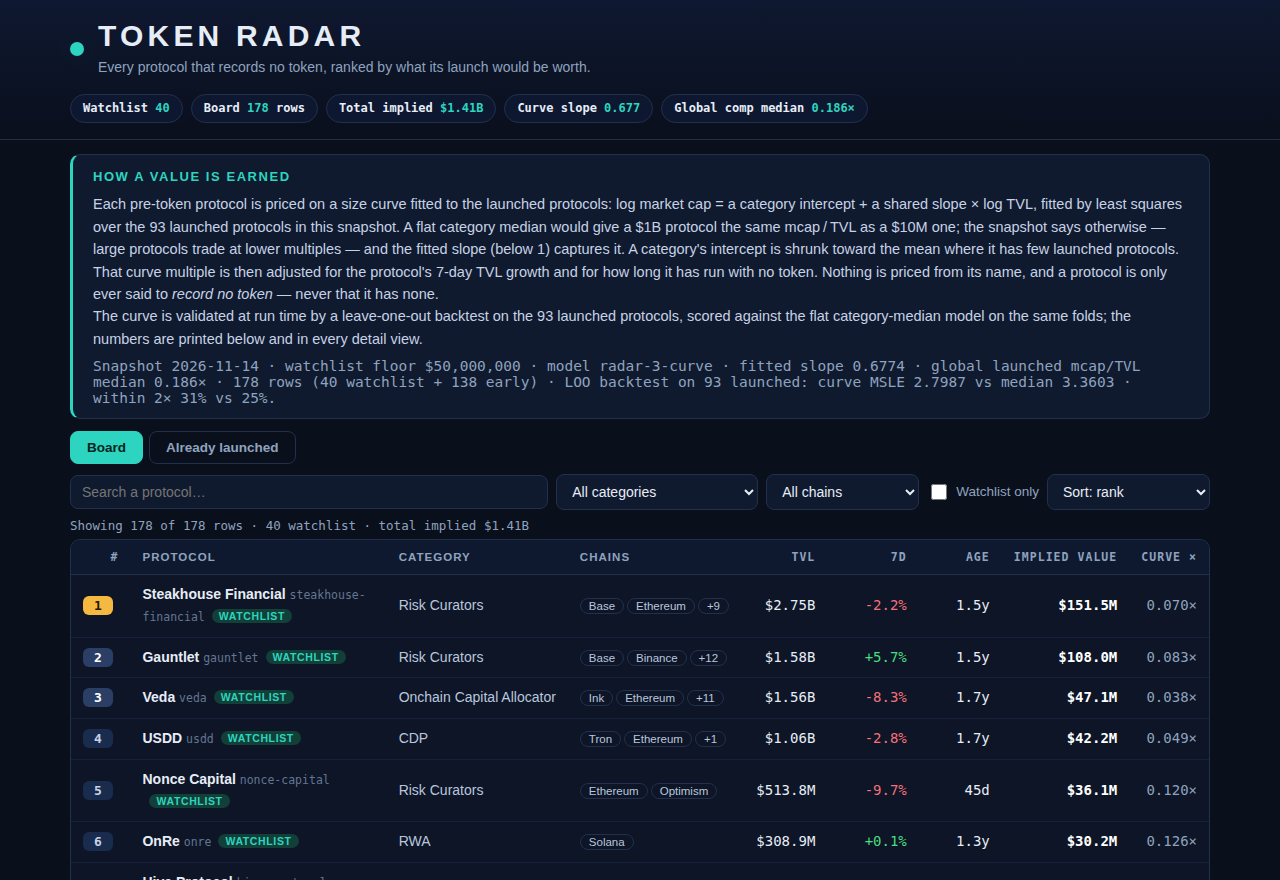 TOKEN RADAR
Every protocol that records no token, ranked by what its launch would be worth.
Watchlist 40 Board 178 rows Total implied $1.41B Curve slope 0.677 Global comp median 0.186×
HOW A VALUE IS EARNED
Each pre-token protocol is priced on a size curve fitted to the launched protocols: log market cap = a category intercept + a shared slope × log TVL, fitted by least squares
over the 93 launched protocols in this snapshot. A flat category median would give a $1B protocol the same mcap / TVL as a $10M one; the snapshot says otherwise —
large protocols trade at lower multiples — and the fitted slope (below 1) captures it. A category's intercept is shrunk toward the mean where it has few launched protocols.
That curve multiple is then adjusted for the protocol's 7-day TVL growth and for how long it has run with no token. Nothing is priced from its name, and a protocol is only
ever said to record no token — never that it has none.
The curve is validated at run time by a leave-one-out backtest on the 93 launched protocols, scored against the flat category-median model on the same folds; the
numbers are printed below and in every detail view.
Snapshot 2026-11-14 · watchlist floor $50,000,000 · model radar-3-curve · fitted slope 0.6774 · global launched mcap/TVL
median 0.186× · 178 rows (40 watchlist + 138 early) · LOO backtest on 93 launched: curve MSLE 2.7987 vs median 3.3603 ·
within 2× 31% vs 25%.
Board Already launched
Search a protocol… All categories All chains Watchlist only Sort: rank
Showing 178 of 178 rows · 40 watchlist · total implied $1.41B
# PROTOCOL CATEGORY CHAINS TVL 7D AGE IMPLIED VALUE CURVE ×
1 Steakhouse Financial steakhouse-financial WATCHLIST Risk Curators Base Ethereum +9 $2.75B -2.2% 1.5y $151.5M 0.070×
2 Gauntlet gauntlet WATCHLIST Risk Curators Base Binance +12 $1.58B +5.7% 1.5y $108.0M 0.083×
3 Veda veda WATCHLIST Onchain Capital Allocator Ink Ethereum +11 $1.56B -8.3% 1.7y $47.1M 0.038×
4 USDD usdd WATCHLIST CDP Tron Ethereum +1 $1.06B -2.8% 1.7y $42.2M 0.049×
5 Nonce Capital nonce-capital WATCHLIST Risk Curators Ethereum Optimism $513.8M -9.7% 45d $36.1M 0.120×
6 OnRe onre WATCHLIST RWA Solana $308.9M +0.1% 1.3y $30.2M 0.126×